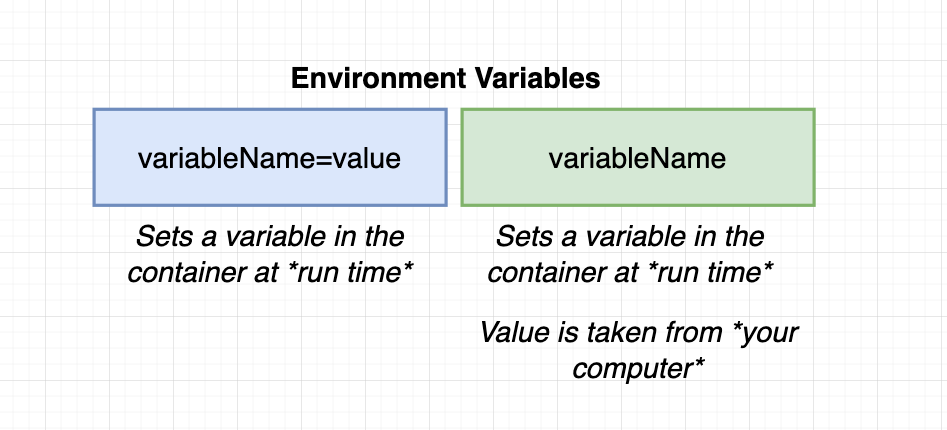 Environment Variables
variableName=value
variableName
Sets a variable in the
container at *run time*
Sets a variable in the
container at *run time*
Value is taken from *your
computer*